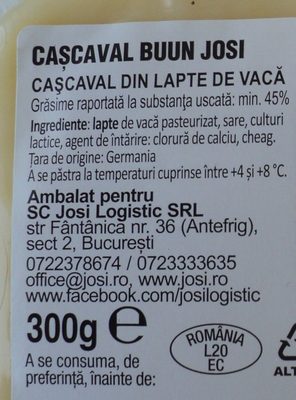 CAȘCAVAL BUUN JOSI
CAȘCAVAL DIN LAPTE DE VACĂ
Grăsime raportată la substanţa uscată: min. 45%
Ingrediente: lapte de vacă pasteurizat, sare, culturi
lactice, agent de întărire: clorură de calciu, cheag.
Ţara de origine: Germania
A se păstra la temperaturi cuprinse între +4 și +8 °C.
Ambalat pentru
SC Josi Logistic SRL
str Fântânica nr. 36 (Antefrig),
sect 2, București
0722378674 / 0723333635
office@josi.ro, www.josi.ro
www.facebook.com/josilogistic
300g ℮
ROMÂNIA
L20
EC
A se consuma, de
preferință, înainte de: